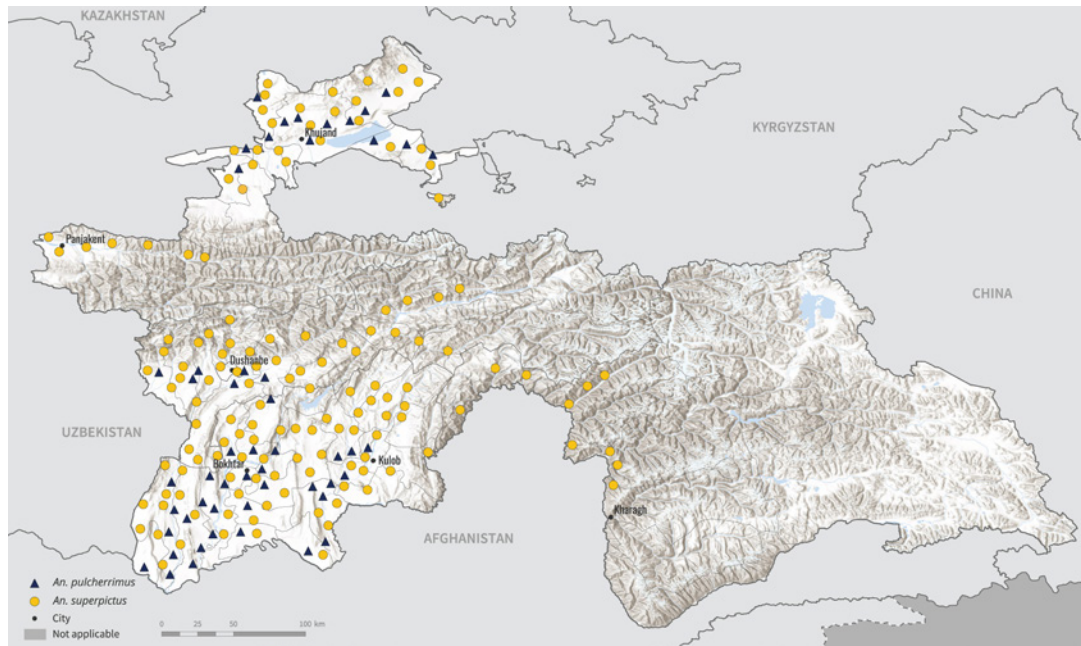 KAZAKHSTAN
KYRGYZSTAN
Khujand
Panjakent
CHINA
Dushanbe
UZBEKISTAN
Bokhtar
Kulob
Kharagh
AFGHANISTAN
An. pulcherrimus
An. superpictus
City
Not applicable
0 25 50 100 km